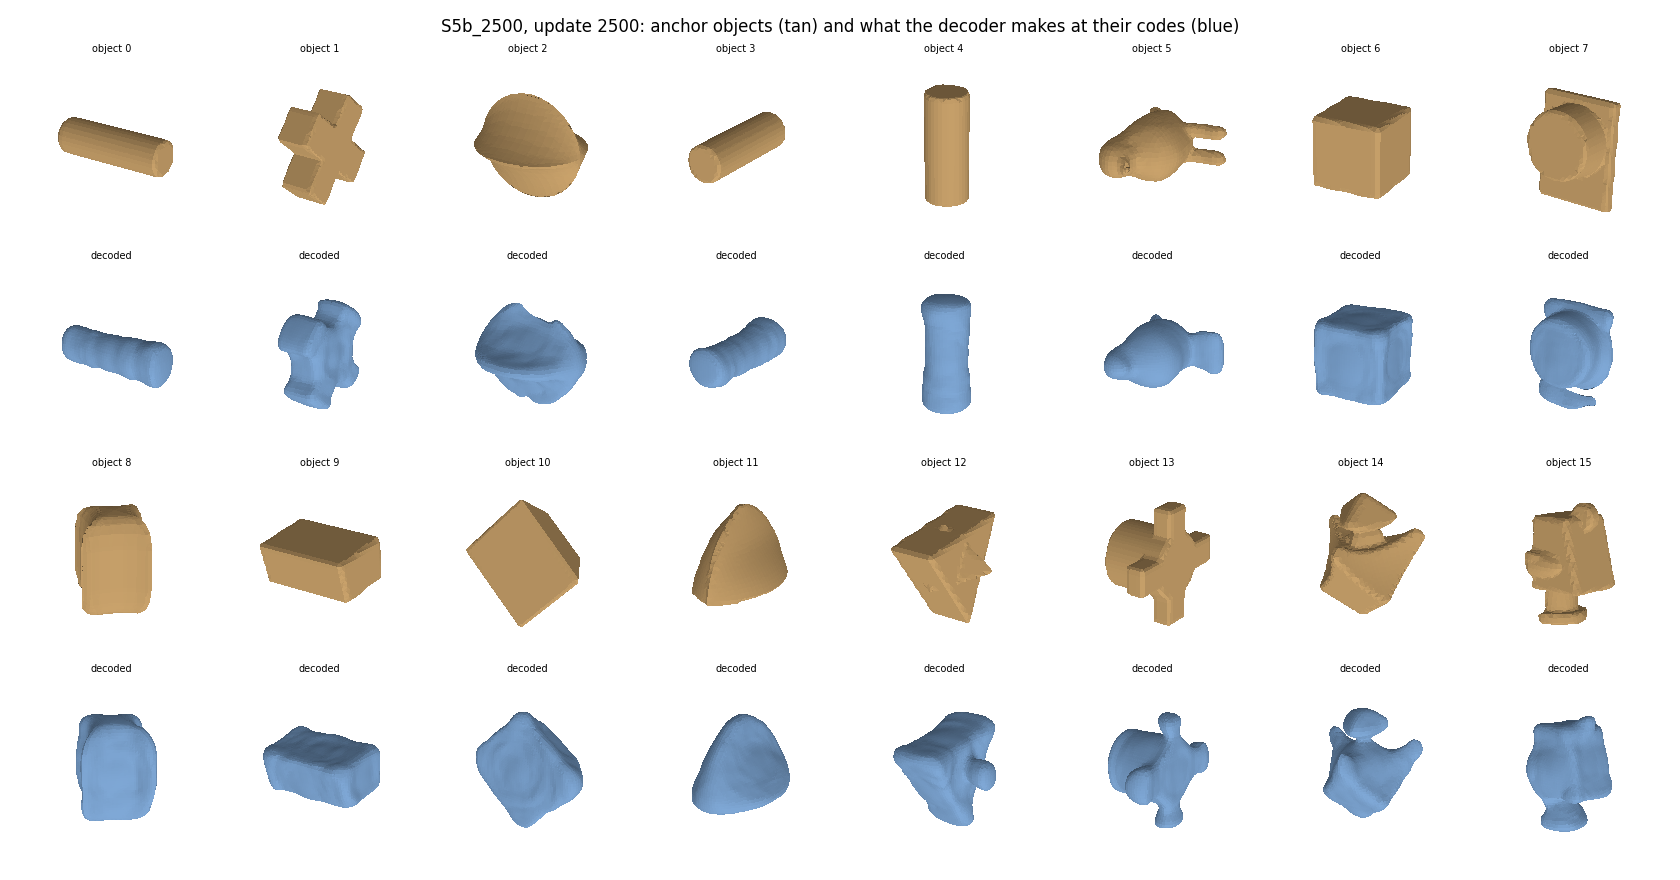 S5b_2500, update 2500: anchor objects (tan) and what the decoder makes at their codes (blue)
object 0 object 1 object 2 object 3 object 4 object 5 object 6 object 7
decoded decoded decoded decoded decoded decoded decoded decoded
object 8 object 9 object 10 object 11 object 12 object 13 object 14 object 15
decoded decoded decoded decoded decoded decoded decoded decoded